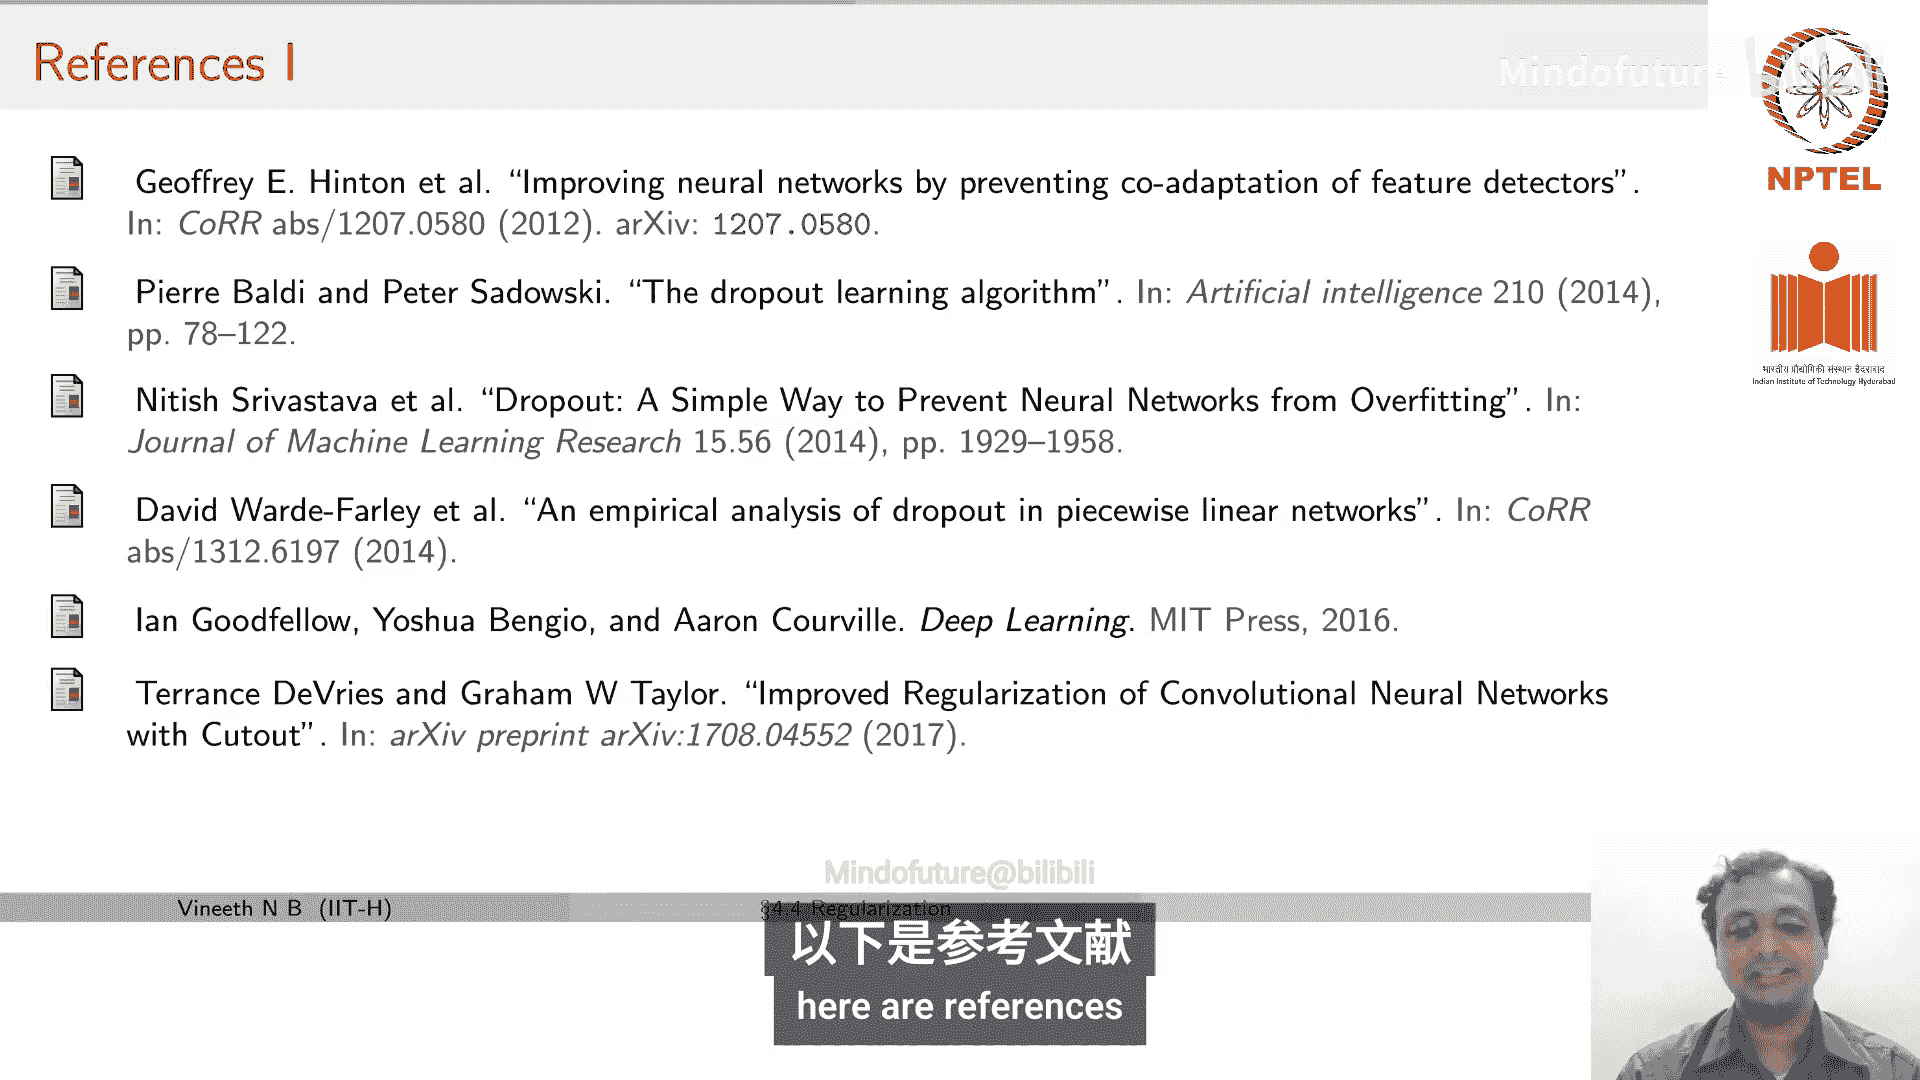 References I
Mindofuture
NPTEL
Geoffrey E. Hinton et al. “Improving neural networks by preventing co-adaptation of feature detectors”.
In: CoRR abs/1207.0580 (2012). arXiv: 1207.0580.
Pierre Baldi and Peter Sadowski. “The dropout learning algorithm”. In: Artificial intelligence 210 (2014),
pp. 78–122.
Nitish Srivastava et al. “Dropout: A Simple Way to Prevent Neural Networks from Overfitting”. In:
Journal of Machine Learning Research 15.56 (2014), pp. 1929–1958.
भारतीय प्रौद्योगिकी संस्थान हैदराबाद
Indian Institute of Technology Hyderabad
David Warde-Farley et al. “An empirical analysis of dropout in piecewise linear networks”. In: CoRR
abs/1312.6197 (2014).
Ian Goodfellow, Yoshua Bengio, and Aaron Courville. Deep Learning. MIT Press, 2016.
Terrance DeVries and Graham W Taylor. “Improved Regularization of Convolutional Neural Networks
with Cutout”. In: arXiv preprint arXiv:1708.04552 (2017).
Mindofuture@bilibili
Vineeth N B (IIT-H)
§4.4 Regularization
以下是参考文献
here are references